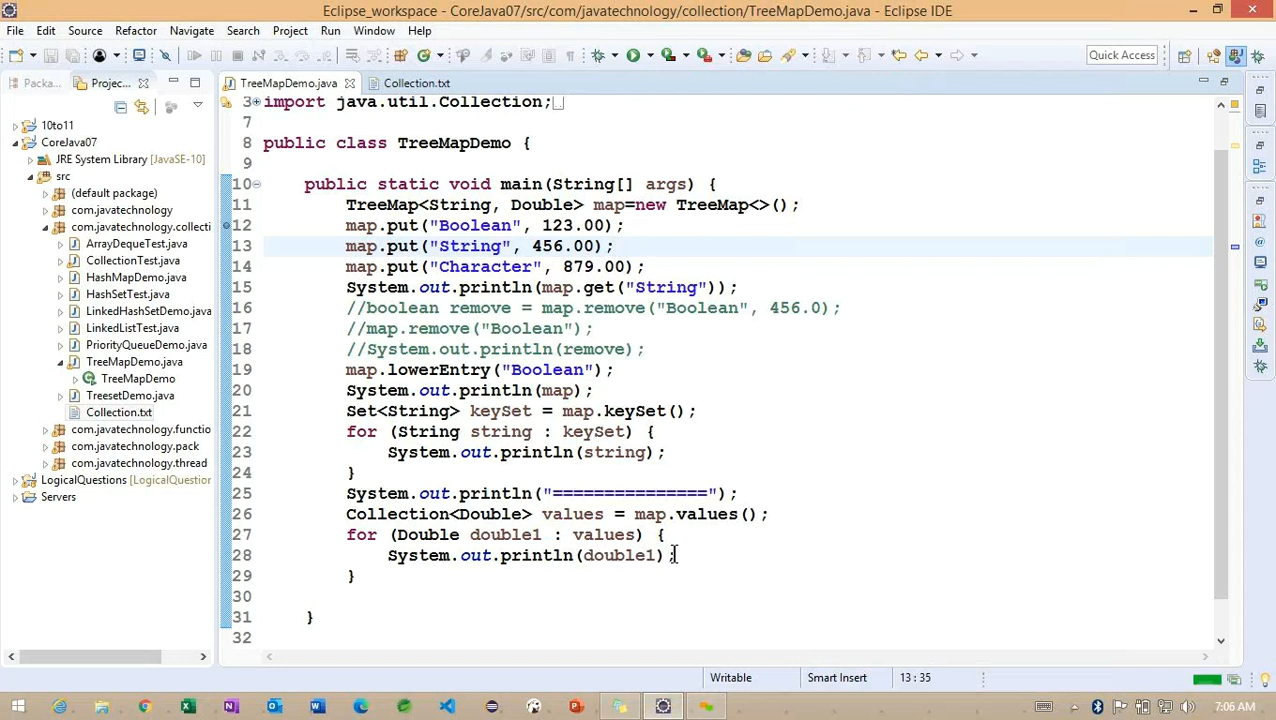 Eclipse_workspace - CoreJava07/src/com/javatechnology/collection/TreeMapDemo.java - Eclipse IDE
File Edit Source Refactor Navigate Search Project Run Window Help
Quick Access
Packa... Projec...
TreeMapDemo.java Collection.txt
10to11
CoreJava07
JRE System Library [JavaSE-10]
src
(default package)
com.javatechnology
com.javatechnology.collecti
ArrayDequeTest.java
CollectionTest.java
HashMapDemo.java
HashSetTest.java
LinkedHashSetDemo.java
LinkedListTest.java
PriorityQueueDemo.java
TreeMapDemo.java
TreeMapDemo
TreesetDemo.java
Collection.txt
com.javatechnology.functio
com.javatechnology.pack
com.javatechnology.thread
LogicalQuestions [LogicalQuestion
Servers
3 import java.util.Collection;
7
8 public class TreeMapDemo {
9
10 public static void main(String[] args) {
11 TreeMap<String, Double> map=new TreeMap<>();
12 map.put("Boolean", 123.00);
13 map.put("String", 456.00);
14 map.put("Character", 879.00);
15 System.out.println(map.get("String"));
16 //boolean remove = map.remove("Boolean", 456.0);
17 //map.remove("Boolean");
18 //System.out.println(remove);
19 map.lowerEntry("Boolean");
20 System.out.println(map);
21 Set<String> keySet = map.keySet();
22 for (String string : keySet) {
23 System.out.println(string);
24 }
25 System.out.println("===============");
26 Collection<Double> values = map.values();
27 for (Double double1 : values) {
28 System.out.println(double1);
29 }
30
31 }
32
Writable Smart Insert 13 : 35
7:06 AM